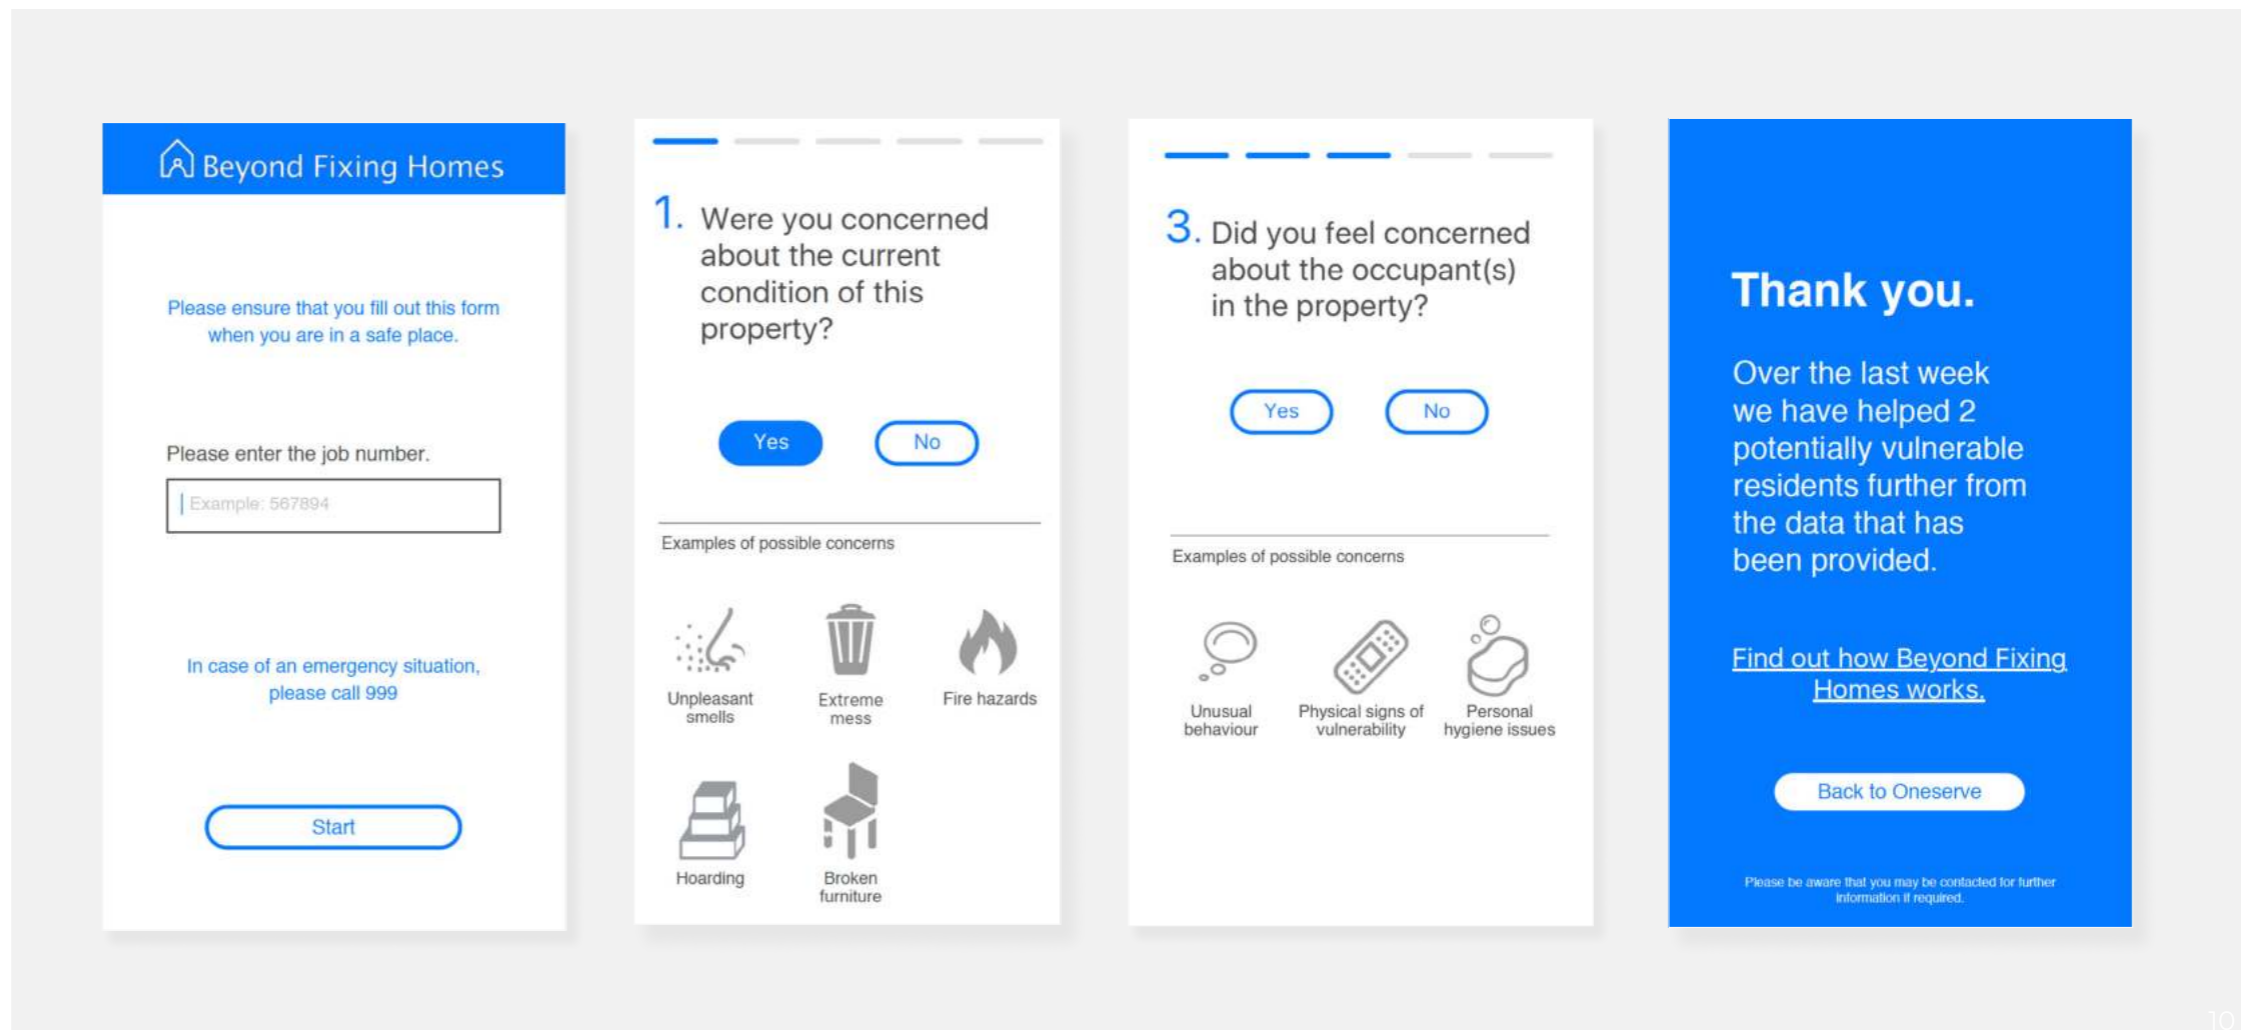 Beyond Fixing Homes
Please ensure that you fill out this form
when you are in a safe place.
Please enter the job number.
Example: 567894
In case of an emergency situation,
please call 999
Start
1. Were you concerned
about the current
condition of this
property?
Yes
No
Examples of possible concerns
Unpleasant
smells
Extreme
mess
Fire hazards
Hoarding
Broken
furniture
3. Did you feel concerned
about the occupant(s)
in the property?
Yes
No
Examples of possible concerns
Unusual
behaviour
Physical signs of
vulnerability
Personal
hygiene issues
Thank you.
Over the last week
we have helped 2
potentially vulnerable
residents further from
the data that has
been provided.
Find out how Beyond Fixing
Homes works.
Back to Oneserve
Please be aware that you may be contacted for further
information if required.
10